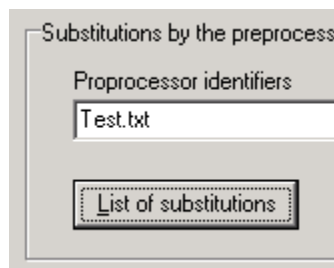 Substitutions by the preprocess
Proprocessor identifiers
Test.txt
List of substitutions